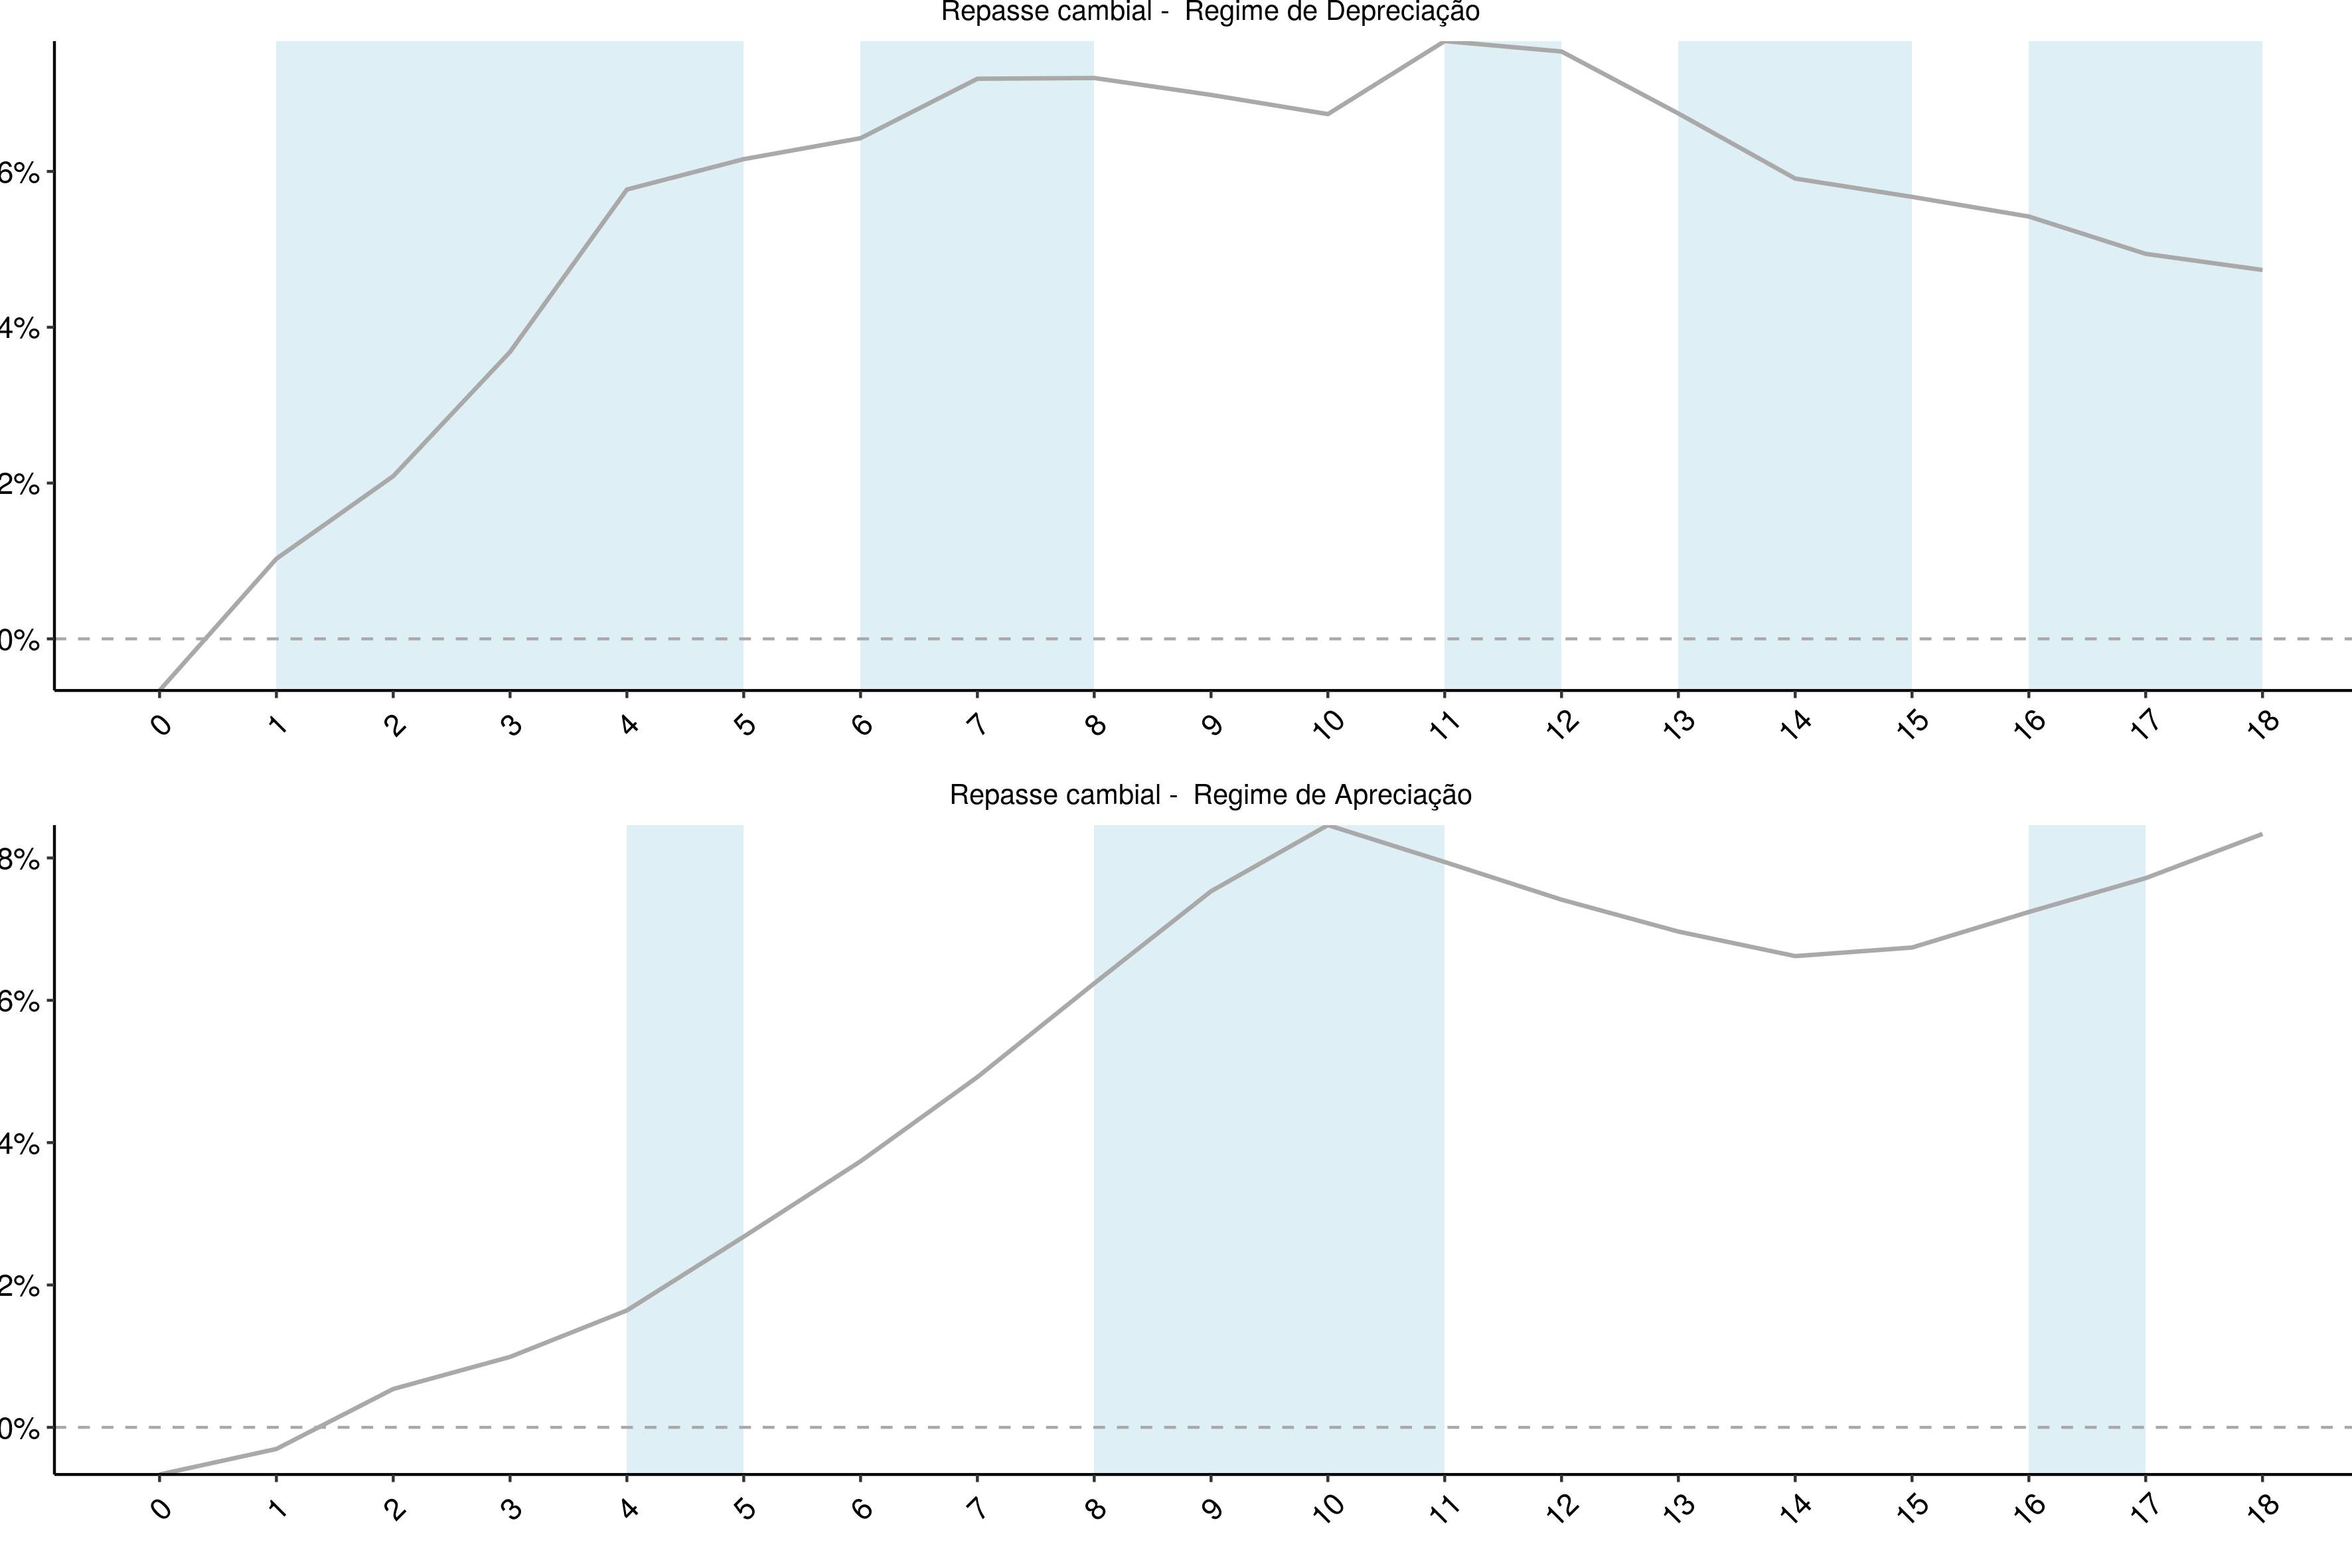 Repasse cambial -  Regime de Depreciação
6%
4%
2%
0%
0 1 2 3 4 5 6 7 8 9 10 11 12 13 14 15 16 17 18
Repasse cambial -  Regime de Apreciação
8%
6%
4%
2%
0%
0 1 2 3 4 5 6 7 8 9 10 11 12 13 14 15 16 17 18